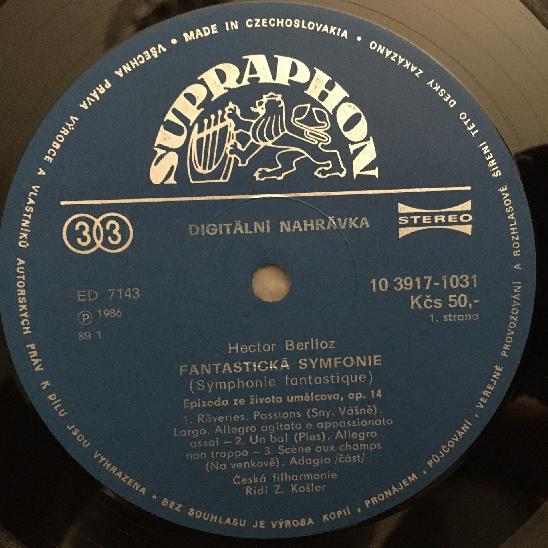 MADE IN CZECHOSLOVAKIA • VŠECHNA PRÁVA VÝROBCE A VLASTNÍKŮ AUTORSKÝCH PRÁV K DÍLU JSOU VYHRAZENA • BEZ SOUHLASU JE VÝROBA KOPIÍ, PRONÁJEM, PŮJČOVÁNÍ, VEŘEJNÉ PROVOZOVÁNÍ A ROZHLASOVÉ ŠÍŘENÍ TÉTO DESKY ZAKÁZÁNO •
SUPRAPHON
33
DIGITÁLNÍ NAHRÁVKA
STEREO
ED 7143
Ⓟ 1986
89 1
10 3917-1031
Kčs 50,-
1. strana
Hector Berlioz
FANTASTICKÁ SYMFONIE
(Symphonie fantastique)
Epizoda ze života umělcova, op. 14
1. Rêveries. Passions (Sny. Vášně).
Largo. Allegro agitato e appassionato
assai – 2. Un bal (Ples). Allegro
non troppo – 3. Scène aux champs
(Na venkově). Adagio /část/
Česká filharmonie
Řídí Z. Košler